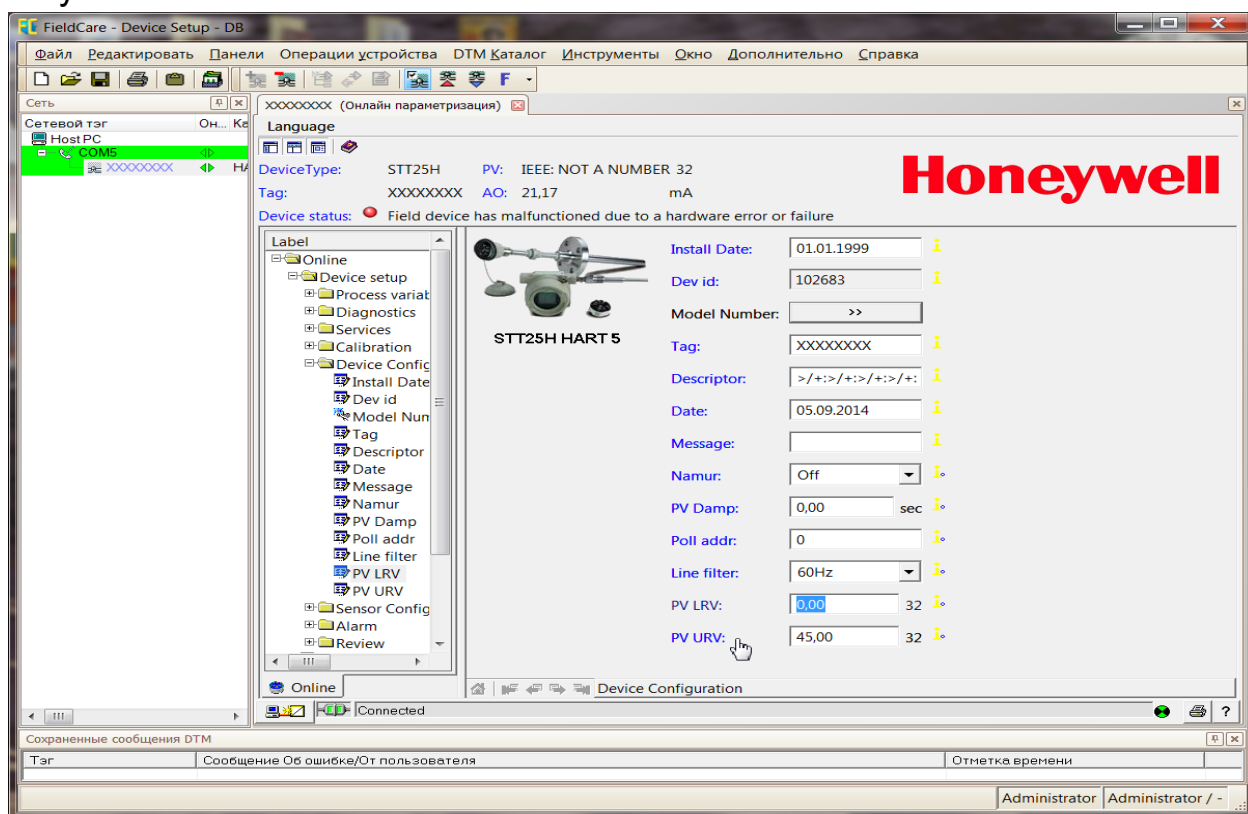 FieldCare - Device Setup - DB
Файл Редактировать Панели Операции устройства DTM Каталог Инструменты Окно Дополнительно Справка
F
Сеть
XXXXXXXX (Онлайн параметризация)
Сетевой тэг Он... Ка
Host PC
COM5
XXXXXXXX HA
Language
DeviceType: STT25H PV: IEEE: NOT A NUMBER 32
Tag: XXXXXXXX AO: 21,17 mA
Honeywell
Device status: Field device has malfunctioned due to a hardware error or failure
Label
Online
Device setup
Process variat
Diagnostics
Services
Calibration
Device Config
Install Date
Dev id
Model Num
Tag
Descriptor
Date
Message
Namur
PV Damp
Poll addr
Line filter
PV LRV
PV URV
Sensor Config
Alarm
Review
Online
STT25H HART 5
Install Date: 01.01.1999
Dev id: 102683
Model Number: >>
Tag: XXXXXXXX
Descriptor: >/+:>/+:>/+:>/+:
Date: 05.09.2014
Message:
Namur: Off
PV Damp: 0,00 sec
Poll addr: 0
Line filter: 60Hz
PV LRV: 0,00 32
PV URV: 45,00 32
Device Configuration
Connected
?
Сохраненные сообщения DTM
Тэг Сообщение Об ошибке/От пользователя Отметка времени
Administrator Administrator / -